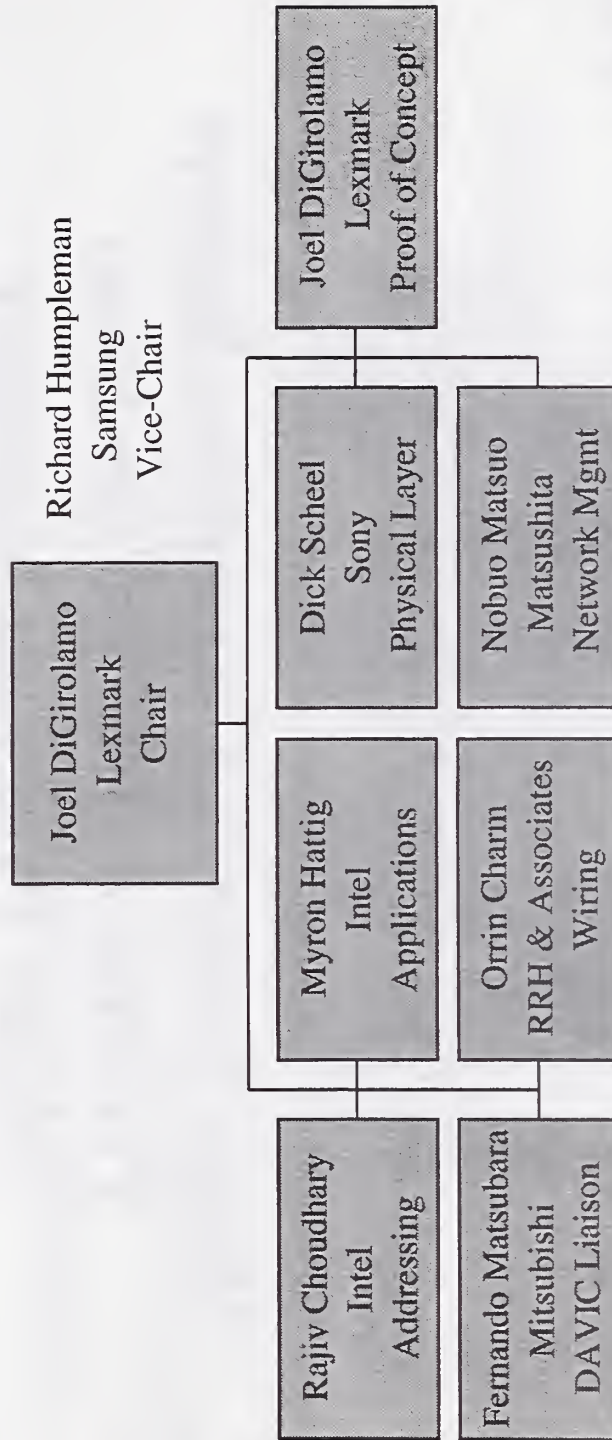 Joel DiGirolamo
Lexmark
Chair
Richard Humpleman
Samsung
Vice-Chair
Rajiv Choudhary
Intel
Addressing
Myron Hattig
Intel
Applications
Dick Scheel
Sony
Physical Layer
Joel DiGirolamo
Lexmark
Proof of Concept
Fernando Matsubara
Mitsubishi
DAVIC Liaison
Orrin Charm
RRH & Associates
Wiring
Nobuo Matsuo
Matsushita
Network Mgmt